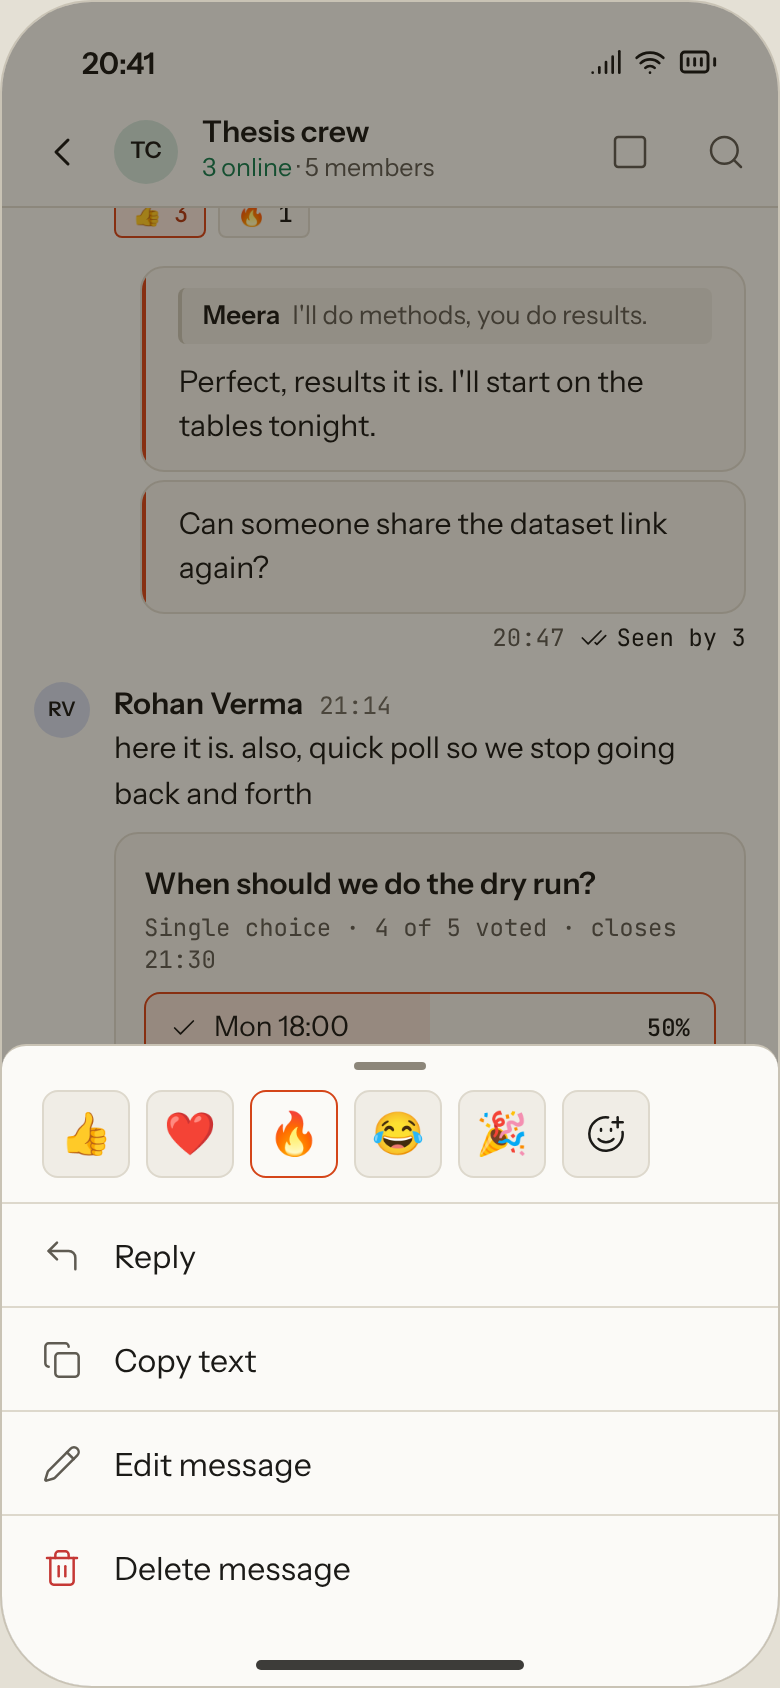 20:41
TC
Thesis crew
3 online · 5 members
👍 3 🔥 1
Meera I'll do methods, you do results.
Perfect, results it is. I'll start on the
tables tonight.
Can someone share the dataset link
again?
20:47 Seen by 3
RV
Rohan Verma 21:14
here it is. also, quick poll so we stop going
back and forth
When should we do the dry run?
Single choice · 4 of 5 voted · closes
21:30
Mon 18:00 50%
Reply
Copy text
Edit message
Delete message